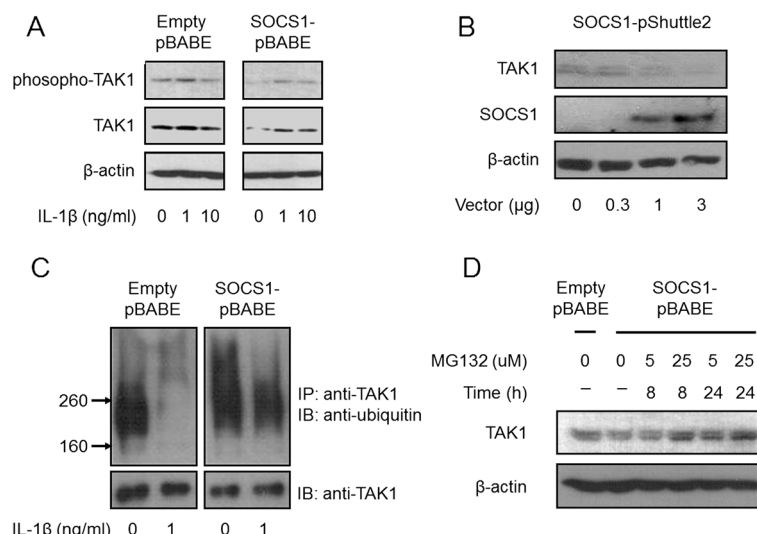 A
Empty pBABE
SOCS1-pBABE
phosopho-TAK1
TAK1
β-actin
IL-1β (ng/ml) 0 1 10 0 1 10
B
SOCS1-pShuttle2
TAK1
SOCS1
β-actin
Vector (µg) 0 0.3 1 3
C
Empty pBABE
SOCS1-pBABE
260
160
IP: anti-TAK1
IB: anti-ubiquitin
IB: anti-TAK1
IL-1β (ng/ml) 0 1 0 1
D
Empty pBABE
SOCS1-pBABE
MG132 (uM) 0 0 5 25 5 25
Time (h) – – 8 8 24 24
TAK1
β-actin